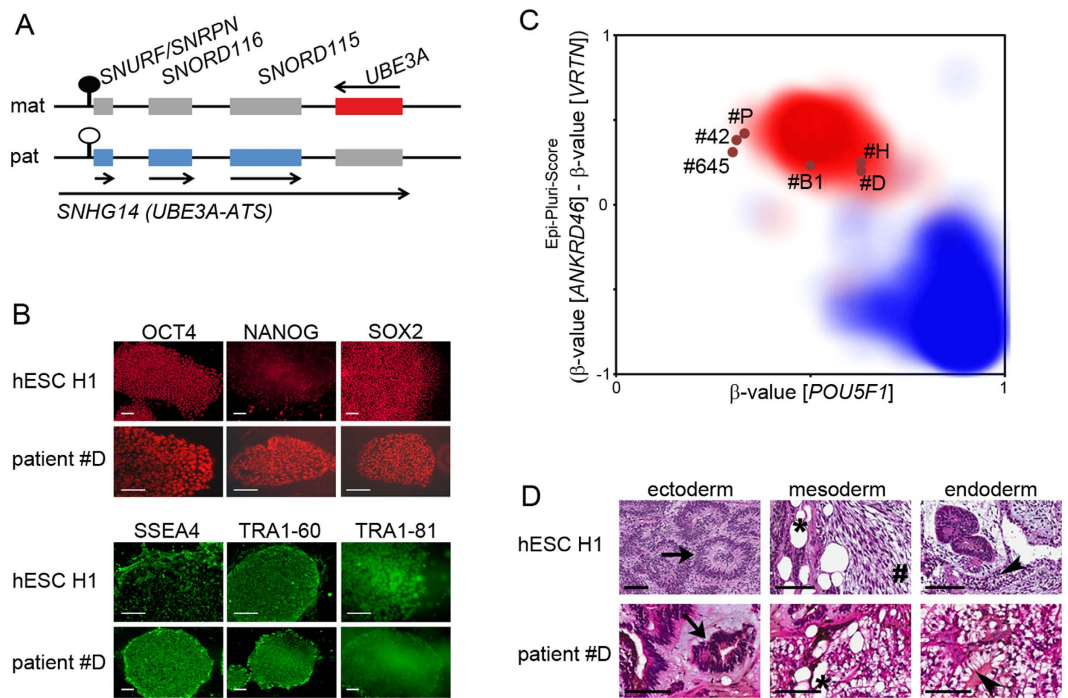 A
SNURF/SNRPN
SNORD116
SNORD115
UBE3A
mat
pat
SNHG14 (UBE3A-ATS)
B
OCT4 NANOG SOX2
hESC H1
patient #D
SSEA4 TRA1-60 TRA1-81
hESC H1
patient #D
C
Epi-Pluri-Score
(β-value [ANKRD46] - β-value [VRTN])
1
0
-1
#P
#42
#645
#B1
#H
#D
0 1
β-value [POU5F1]
D
ectoderm mesoderm endoderm
hESC H1
* #
patient #D
*